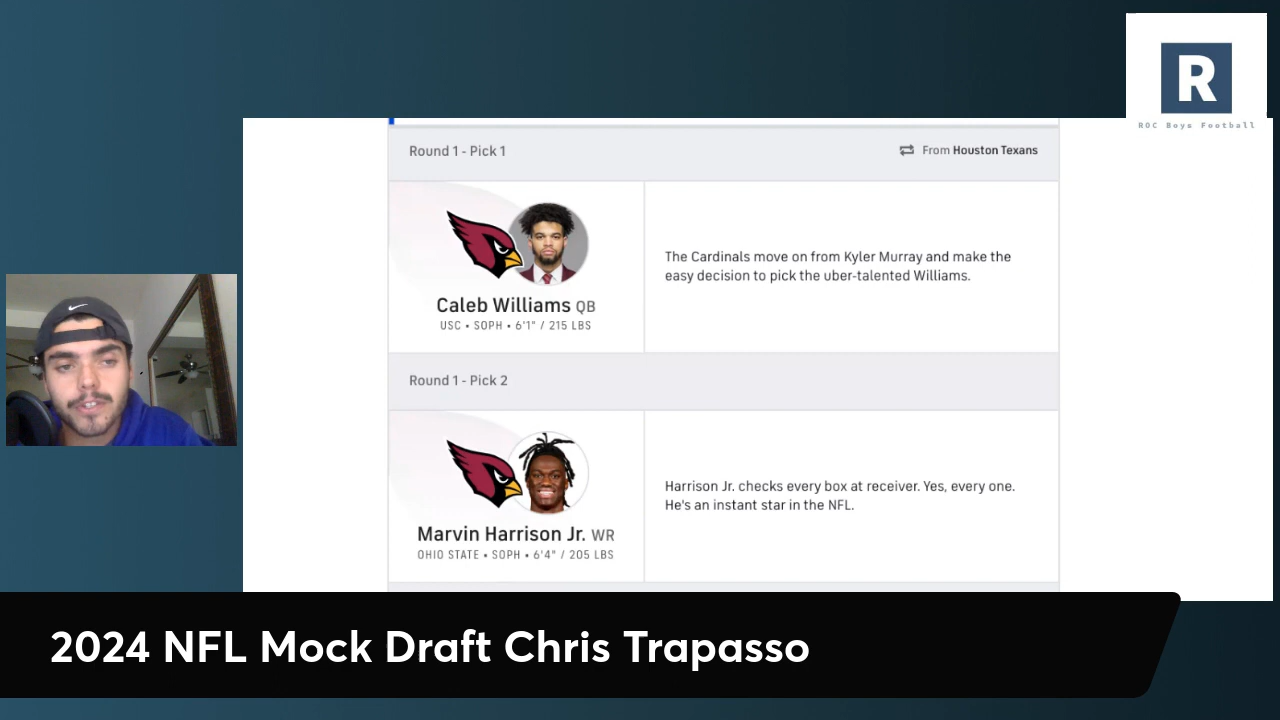 R
ROC Boys Football
Round 1 - Pick 1
From Houston Texans
Caleb Williams QB
USC • SOPH • 6'1" / 215 LBS
The Cardinals move on from Kyler Murray and make the
easy decision to pick the uber-talented Williams.
Round 1 - Pick 2
Marvin Harrison Jr. WR
OHIO STATE • SOPH • 6'4" / 205 LBS
Harrison Jr. checks every box at receiver. Yes, every one.
He's an instant star in the NFL.
2024 NFL Mock Draft Chris Trapasso